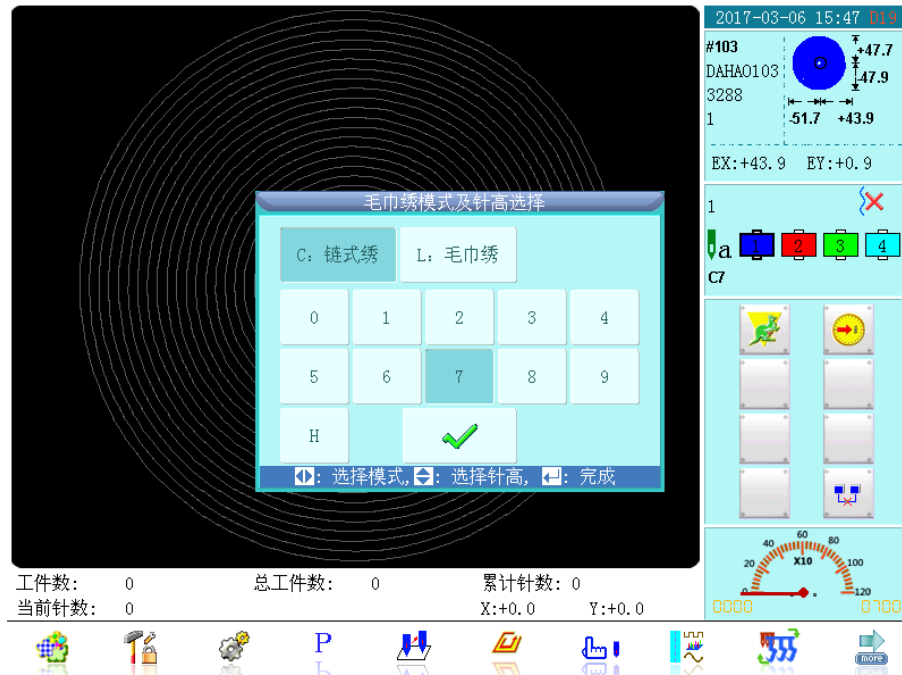 2017-03-06 15:47 D19
#103
DAHAO103
3288
1
+47.7
-47.9
-51.7 +43.9
EX:+43.9 EY:+0.9
毛巾绣模式及针高选择
C: 链式绣 L: 毛巾绣
0 1 2 3 4
5 6 7 8 9
H
: 选择模式, : 选择针高, : 完成
1
a 1 2 3 4
C7
20 40 60 80 100 120
X10
0
0000 0700
工件数: 0 总工件数: 0 累计针数: 0
当前针数: 0 X:+0.0 Y:+0.0
P
more